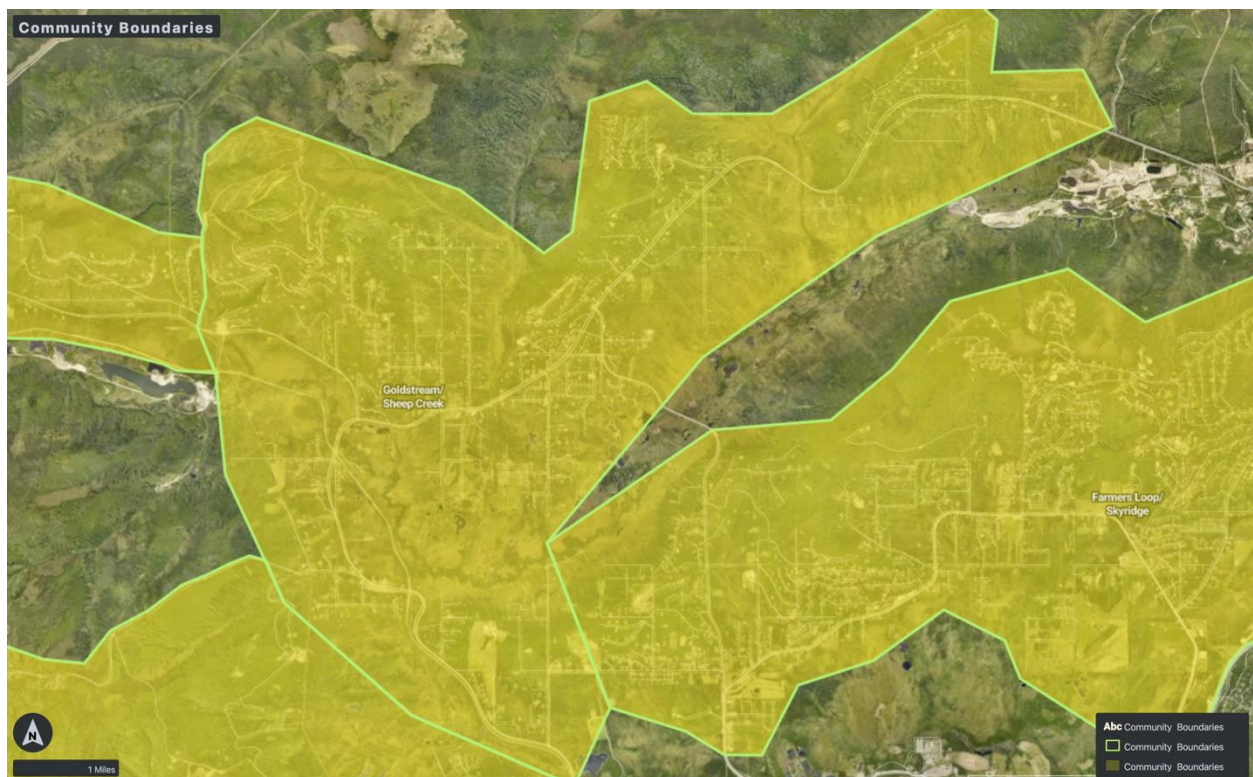 Community Boundaries
Goldstream/
Sheep Creek
Farmers Loop/
Skyridge
N
1 Miles
Abc Community Boundaries
Community Boundaries
Community Boundaries